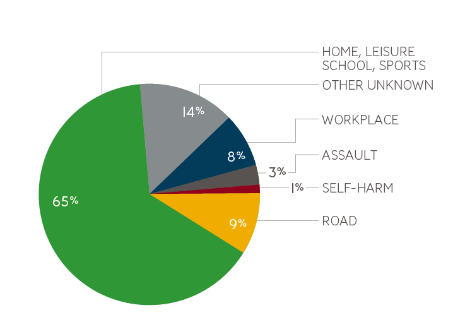 HOME, LEISURE
SCHOOL, SPORTS
OTHER UNKNOWN
14%
WORKPLACE
8%
ASSAULT
3%
1%
SELF-HARM
65%
9%
ROAD